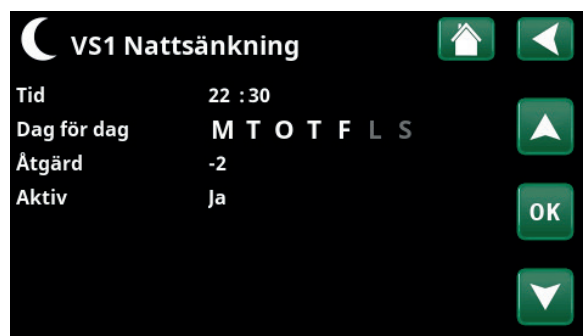 VS1 Nattsänkning
Tid 22 :30
Dag för dag M T O T F L S
Åtgärd -2
Aktiv Ja
OK